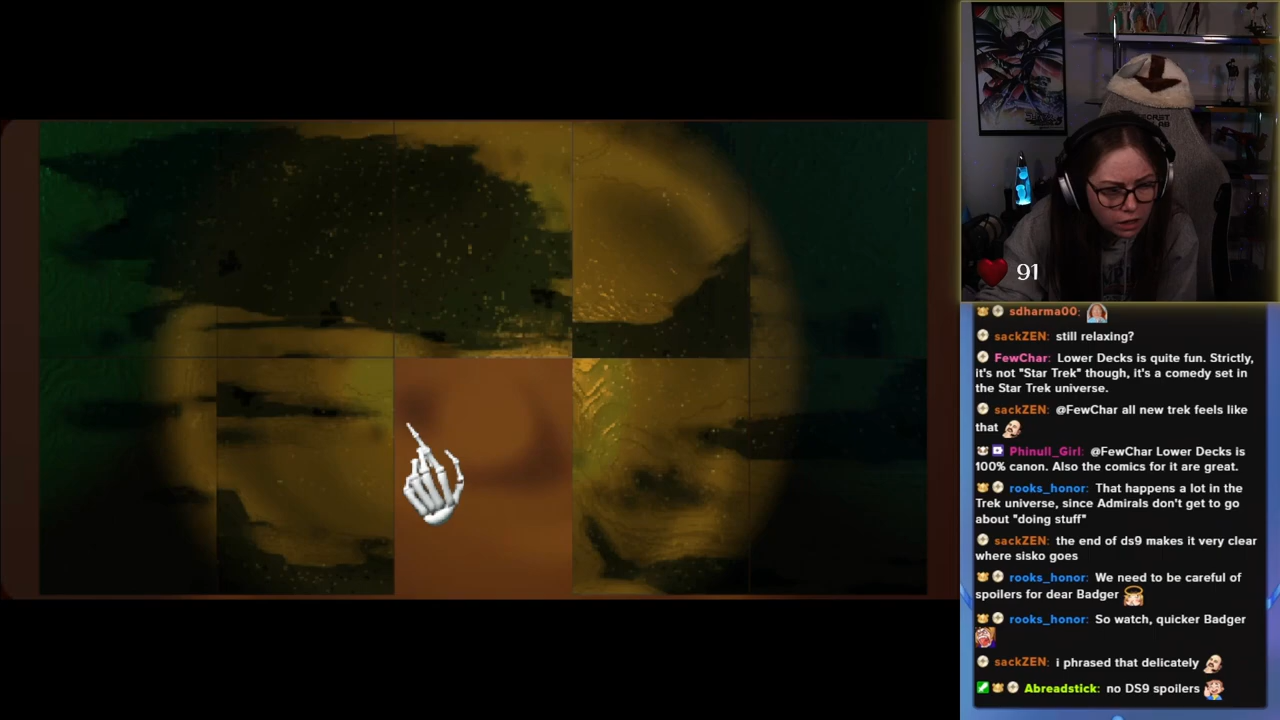 91
sdharma00:
sackZEN: still relaxing?
FewChar: Lower Decks is quite fun. Strictly,
it's not "Star Trek" though, it's a comedy set in
the Star Trek universe.
sackZEN: @FewChar all new trek feels like
that
Phinull_Girl: @FewChar Lower Decks is
100% canon. Also the comics for it are great.
rooks_honor: That happens a lot in the
Trek universe, since Admirals don't get to go
about "doing stuff"
sackZEN: the end of ds9 makes it very clear
where sisko goes
rooks_honor: We need to be careful of
spoilers for dear Badger
rooks_honor: So watch, quicker Badger
sackZEN: i phrased that delicately
Abreadstick: no DS9 spoilers